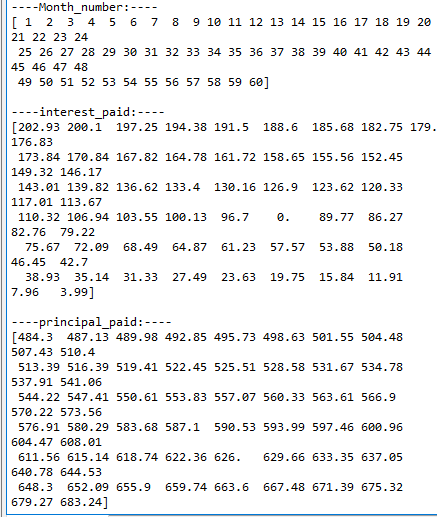 ----Month_number:----
[ 1 2 3 4 5 6 7 8 9 10 11 12 13 14 15 16 17 18 19 20
21 22 23 24
25 26 27 28 29 30 31 32 33 34 35 36 37 38 39 40 41 42 43 44
45 46 47 48
49 50 51 52 53 54 55 56 57 58 59 60]
----interest_paid:----
[202.93 200.1 197.25 194.38 191.5 188.6 185.68 182.75 179.
176.83
173.84 170.84 167.82 164.78 161.72 158.65 155.56 152.45
149.32 146.17
143.01 139.82 136.62 133.4 130.16 126.9 123.62 120.33
117.01 113.67
110.32 106.94 103.55 100.13 96.7 0. 89.77 86.27
82.76 79.22
75.67 72.09 68.49 64.87 61.23 57.57 53.88 50.18
46.45 42.7
38.93 35.14 31.33 27.49 23.63 19.75 15.84 11.91
7.96 3.99]
----principal_paid:----
[484.3 487.13 489.98 492.85 495.73 498.63 501.55 504.48
507.43 510.4
513.39 516.39 519.41 522.45 525.51 528.58 531.67 534.78
537.91 541.06
544.22 547.41 550.61 553.83 557.07 560.33 563.61 566.9
570.22 573.56
576.91 580.29 583.68 587.1 590.53 593.99 597.46 600.96
604.47 608.01
611.56 615.14 618.74 622.36 626. 629.66 633.35 637.05
640.78 644.53
648.3 652.09 655.9 659.74 663.6 667.48 671.39 675.32
679.27 683.24]